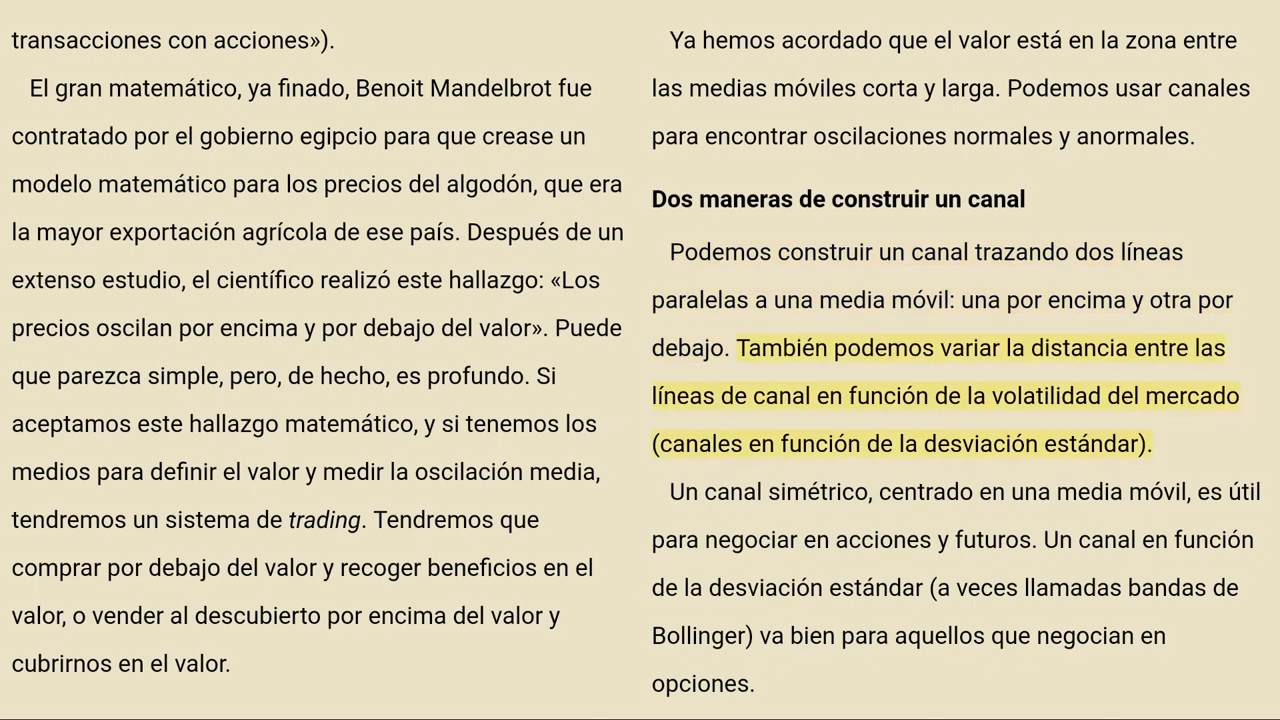 transacciones con acciones»).
El gran matemático, ya finado, Benoit Mandelbrot fue
contratado por el gobierno egipcio para que crease un
modelo matemático para los precios del algodón, que era
la mayor exportación agrícola de ese país. Después de un
extenso estudio, el científico realizó este hallazgo: «Los
precios oscilan por encima y por debajo del valor». Puede
que parezca simple, pero, de hecho, es profundo. Si
aceptamos este hallazgo matemático, y si tenemos los
medios para definir el valor y medir la oscilación media,
tendremos un sistema de trading. Tendremos que
comprar por debajo del valor y recoger beneficios en el
valor, o vender al descubierto por encima del valor y
cubrirnos en el valor.
Ya hemos acordado que el valor está en la zona entre
las medias móviles corta y larga. Podemos usar canales
para encontrar oscilaciones normales y anormales.
Dos maneras de construir un canal
Podemos construir un canal trazando dos líneas
paralelas a una media móvil: una por encima y otra por
debajo. También podemos variar la distancia entre las
líneas de canal en función de la volatilidad del mercado
(canales en función de la desviación estándar).
Un canal simétrico, centrado en una media móvil, es útil
para negociar en acciones y futuros. Un canal en función
de la desviación estándar (a veces llamadas bandas de
Bollinger) va bien para aquellos que negocian en
opciones.